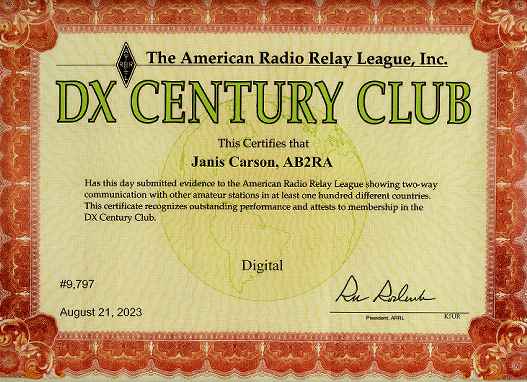 The American Radio Relay League, Inc.
DX CENTURY CLUB
This Certifies that
Janis Carson, AB2RA
Has this day submitted evidence to the American Radio Relay League showing two-way
communication with other amateur stations in at least one hundred different countries.
This certificate recognizes outstanding performance and attests to membership in the
DX Century Club.
Digital
#9,797
August 21, 2023
President, ARRL